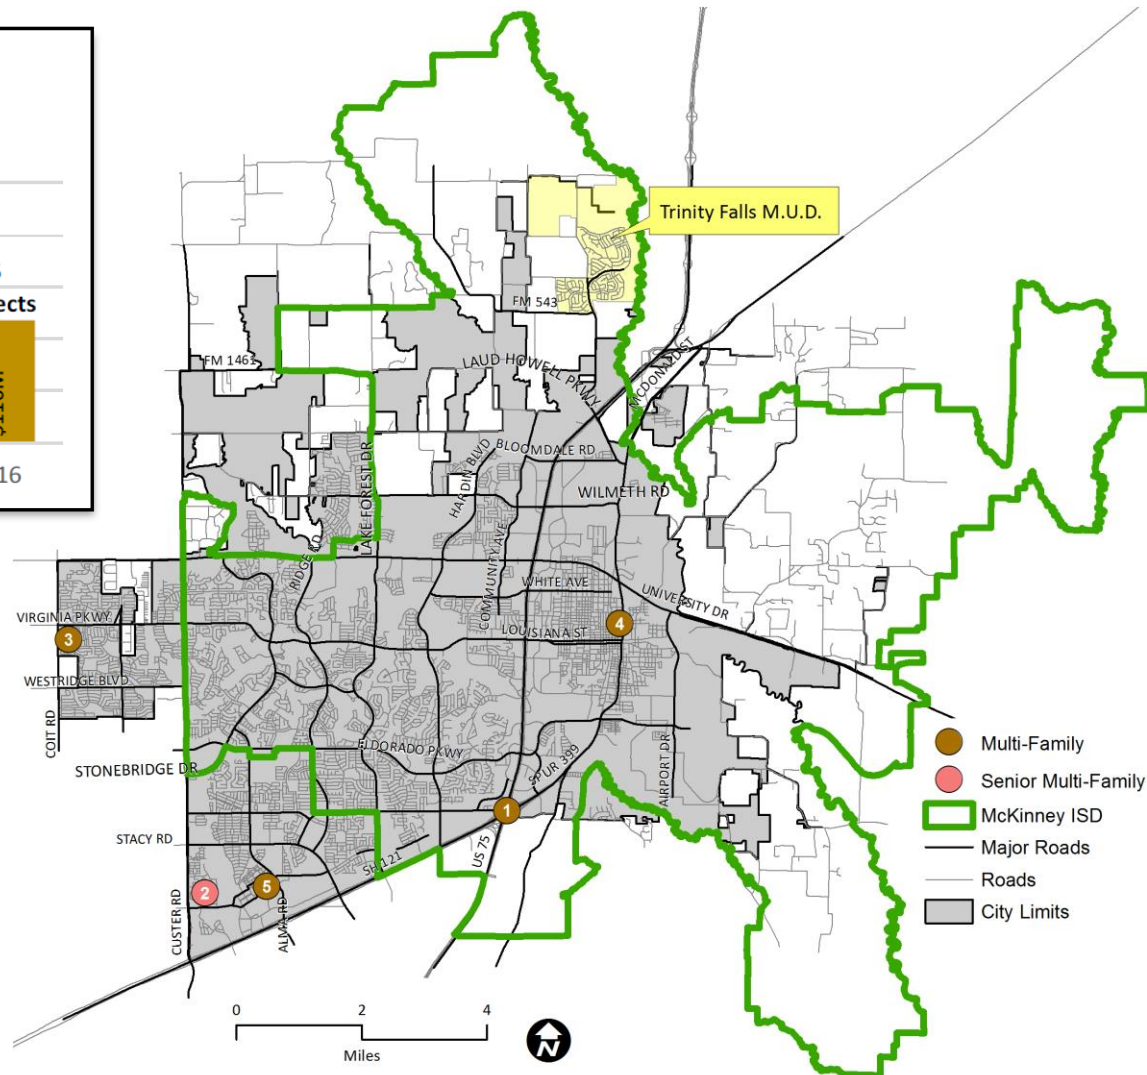 ects
$110M
16
Trinity Falls M.U.D.
FM 543
FM 1461
LAUD HOWELL PKWY
MCDONALD ST
HARDIN BLVD
BLOOMDALE RD
LAKE FOREST DR
WILMETH RD
RIDGE RD
COMMUNITY AVE
WHITE AVE
UNIVERSITY DR
VIRGINIA PKWY
3
LOUISIANA ST
4
WESTRIDGE BLVD
COIT RD
STONEBRIDGE DR
ELDORADO PKWY
SPUR 399
AIRPORT DR
1
STACY RD
US 75
SH 121
2
5
CUSTER RD
ALMA RD
Multi-Family
Senior Multi-Family
McKinney ISD
Major Roads
Roads
City Limits
0
2
4
Miles
N